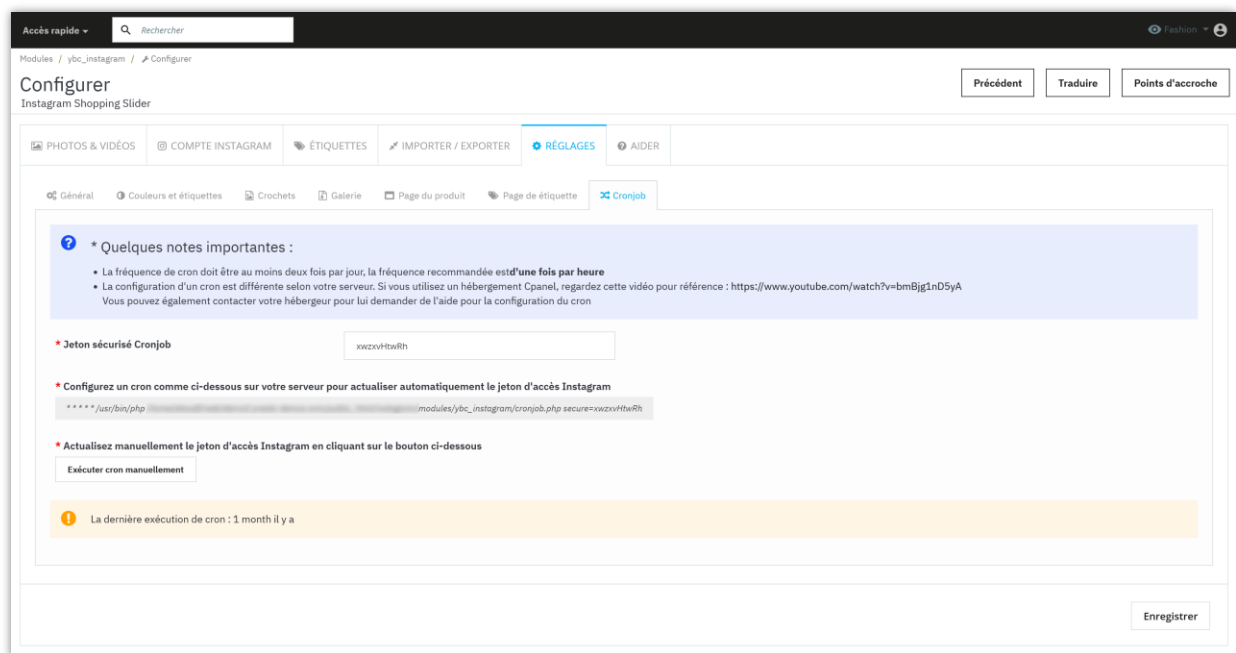 Accès rapide
Rechercher
Fashion
Modules / ybc_instagram / Configurer
Configurer
Instagram Shopping Slider
Précédent
Traduire
Points d'accroche
PHOTOS & VIDÉOS
COMPTE INSTAGRAM
ÉTIQUETTES
IMPORTER / EXPORTER
RÉGLAGES
AIDER
Général
Couleurs et étiquettes
Crochets
Galerie
Page du produit
Page de étiquette
Cronjob
* Quelques notes importantes :
• La fréquence de cron doit être au moins deux fois par jour, la fréquence recommandée estd'une fois par heure
• La configuration d'un cron est différente selon votre serveur. Si vous utilisez un hébergement Cpanel, regardez cette vidéo pour référence : https://www.youtube.com/watch?v=bmBjg1nD5yA
Vous pouvez également contacter votre hébergeur pour lui demander de l'aide pour la configuration du cron
* Jeton sécurisé Cronjob
xwzxvHtwRh
* Configurez un cron comme ci-dessous sur votre serveur pour actualiser automatiquement le jeton d'accès Instagram
* * * * * /usr/bin/php modules/ybc_instagram/cronjob.php secure=xwzxvHtwRh
* Actualisez manuellement le jeton d'accès Instagram en cliquant sur le bouton ci-dessous
Exécuter cron manuellement
La dernière exécution de cron : 1 month il y a
Enregistrer